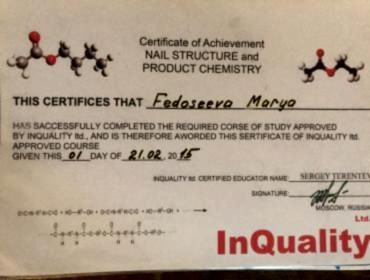 Certificate of Achievement
NAIL STRUCTURE and
PRODUCT CHEMISTRY
THIS CERTIFICES THAT Fedoseeva Marya
HAS SACCESSFULLY COMPLETED THE REQUIRED CORSE OF STUDY APPROVED
BY INQUALITY ltd., AND IS THEREFORE AWORDED THIS SERTIFICATE OF INQUALITY ltd.
APPROVED COURSE
GIVEN THIS 01 DAY OF 21.02, 2015
INQUALITY ltd. CERTIFIED EDUCATOR NAME: SERGEY TERENTEV
SIGNATURE:
MOSCOW, RUSSIA
Ltd.
InQuality